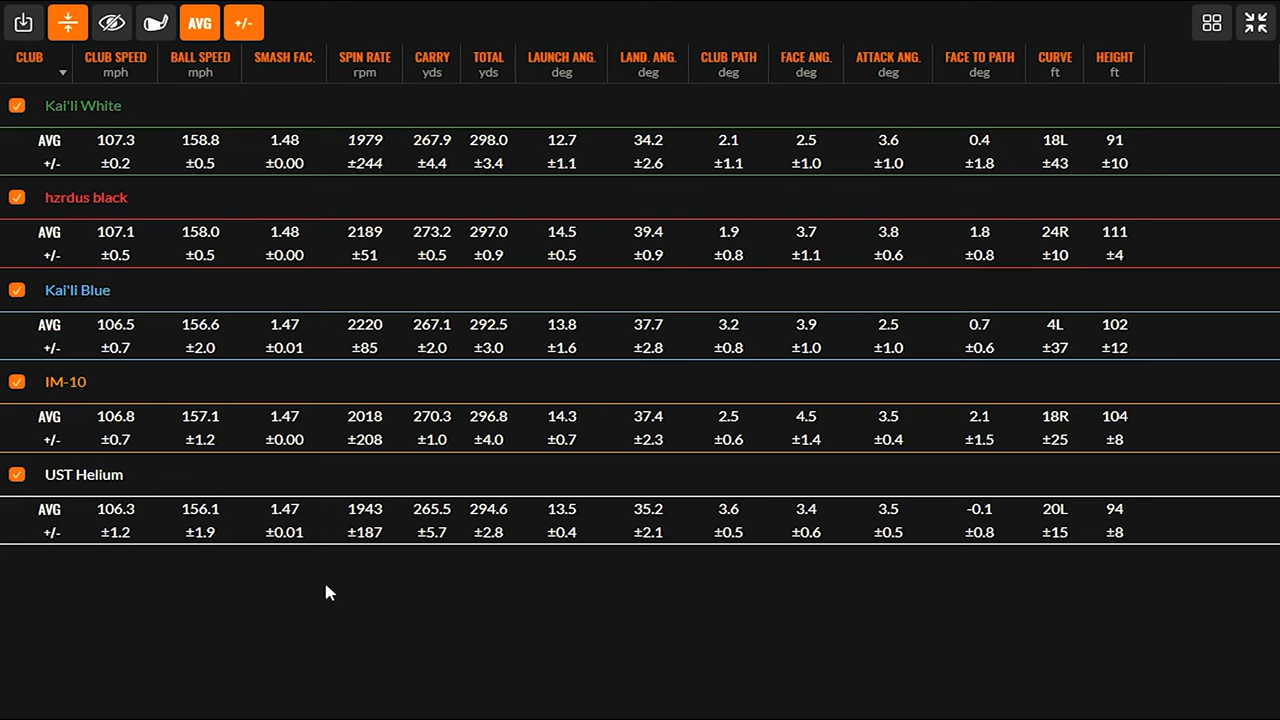 AVG +/-
CLUB CLUB SPEED BALL SPEED SMASH FAC. SPIN RATE CARRY TOTAL LAUNCH ANG. LAND. ANG. CLUB PATH FACE ANG. ATTACK ANG. FACE TO PATH CURVE HEIGHT
mph mph rpm yds yds deg deg deg deg deg deg ft ft
Kai'li White
AVG 107.3 158.8 1.48 1979 267.9 298.0 12.7 34.2 2.1 2.5 3.6 0.4 18L 91
+/- ±0.2 ±0.5 ±0.00 ±244 ±4.4 ±3.4 ±1.1 ±2.6 ±1.1 ±1.0 ±1.0 ±1.8 ±43 ±10
hzrdus black
AVG 107.1 158.0 1.48 2189 273.2 297.0 14.5 39.4 1.9 3.7 3.8 1.8 24R 111
+/- ±0.5 ±0.5 ±0.00 ±51 ±0.5 ±0.9 ±0.5 ±0.9 ±0.8 ±1.1 ±0.6 ±0.8 ±10 ±4
Kai'li Blue
AVG 106.5 156.6 1.47 2220 267.1 292.5 13.8 37.7 3.2 3.9 2.5 0.7 4L 102
+/- ±0.7 ±2.0 ±0.01 ±85 ±2.0 ±3.0 ±1.6 ±2.8 ±0.8 ±1.0 ±1.0 ±0.6 ±37 ±12
IM-10
AVG 106.8 157.1 1.47 2018 270.3 296.8 14.3 37.4 2.5 4.5 3.5 2.1 18R 104
+/- ±0.7 ±1.2 ±0.00 ±208 ±1.0 ±4.0 ±0.7 ±2.3 ±0.6 ±1.4 ±0.4 ±1.5 ±25 ±8
UST Helium
AVG 106.3 156.1 1.47 1943 265.5 294.6 13.5 35.2 3.6 3.4 3.5 -0.1 20L 94
+/- ±1.2 ±1.9 ±0.01 ±187 ±5.7 ±2.8 ±0.4 ±2.1 ±0.5 ±0.6 ±0.5 ±0.8 ±15 ±8